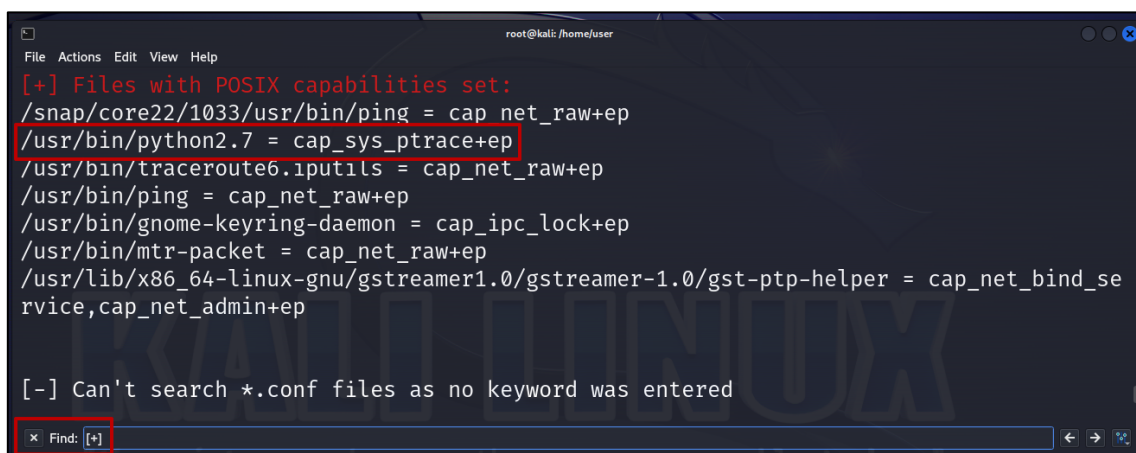 root@kali: /home/user
File Actions Edit View Help
[+] Files with POSIX capabilities set:
/snap/core22/1033/usr/bin/ping = cap_net_raw+ep
/usr/bin/python2.7 = cap_sys_ptrace+ep
/usr/bin/traceroute6.iputils = cap_net_raw+ep
/usr/bin/ping = cap_net_raw+ep
/usr/bin/gnome-keyring-daemon = cap_ipc_lock+ep
/usr/bin/mtr-packet = cap_net_raw+ep
/usr/lib/x86_64-linux-gnu/gstreamer1.0/gstreamer-1.0/gst-ptp-helper = cap_net_bind_se
rvice,cap_net_admin+ep
KALI LINUX
[-] Can't search *.conf files as no keyword was entered
× Find: [+]